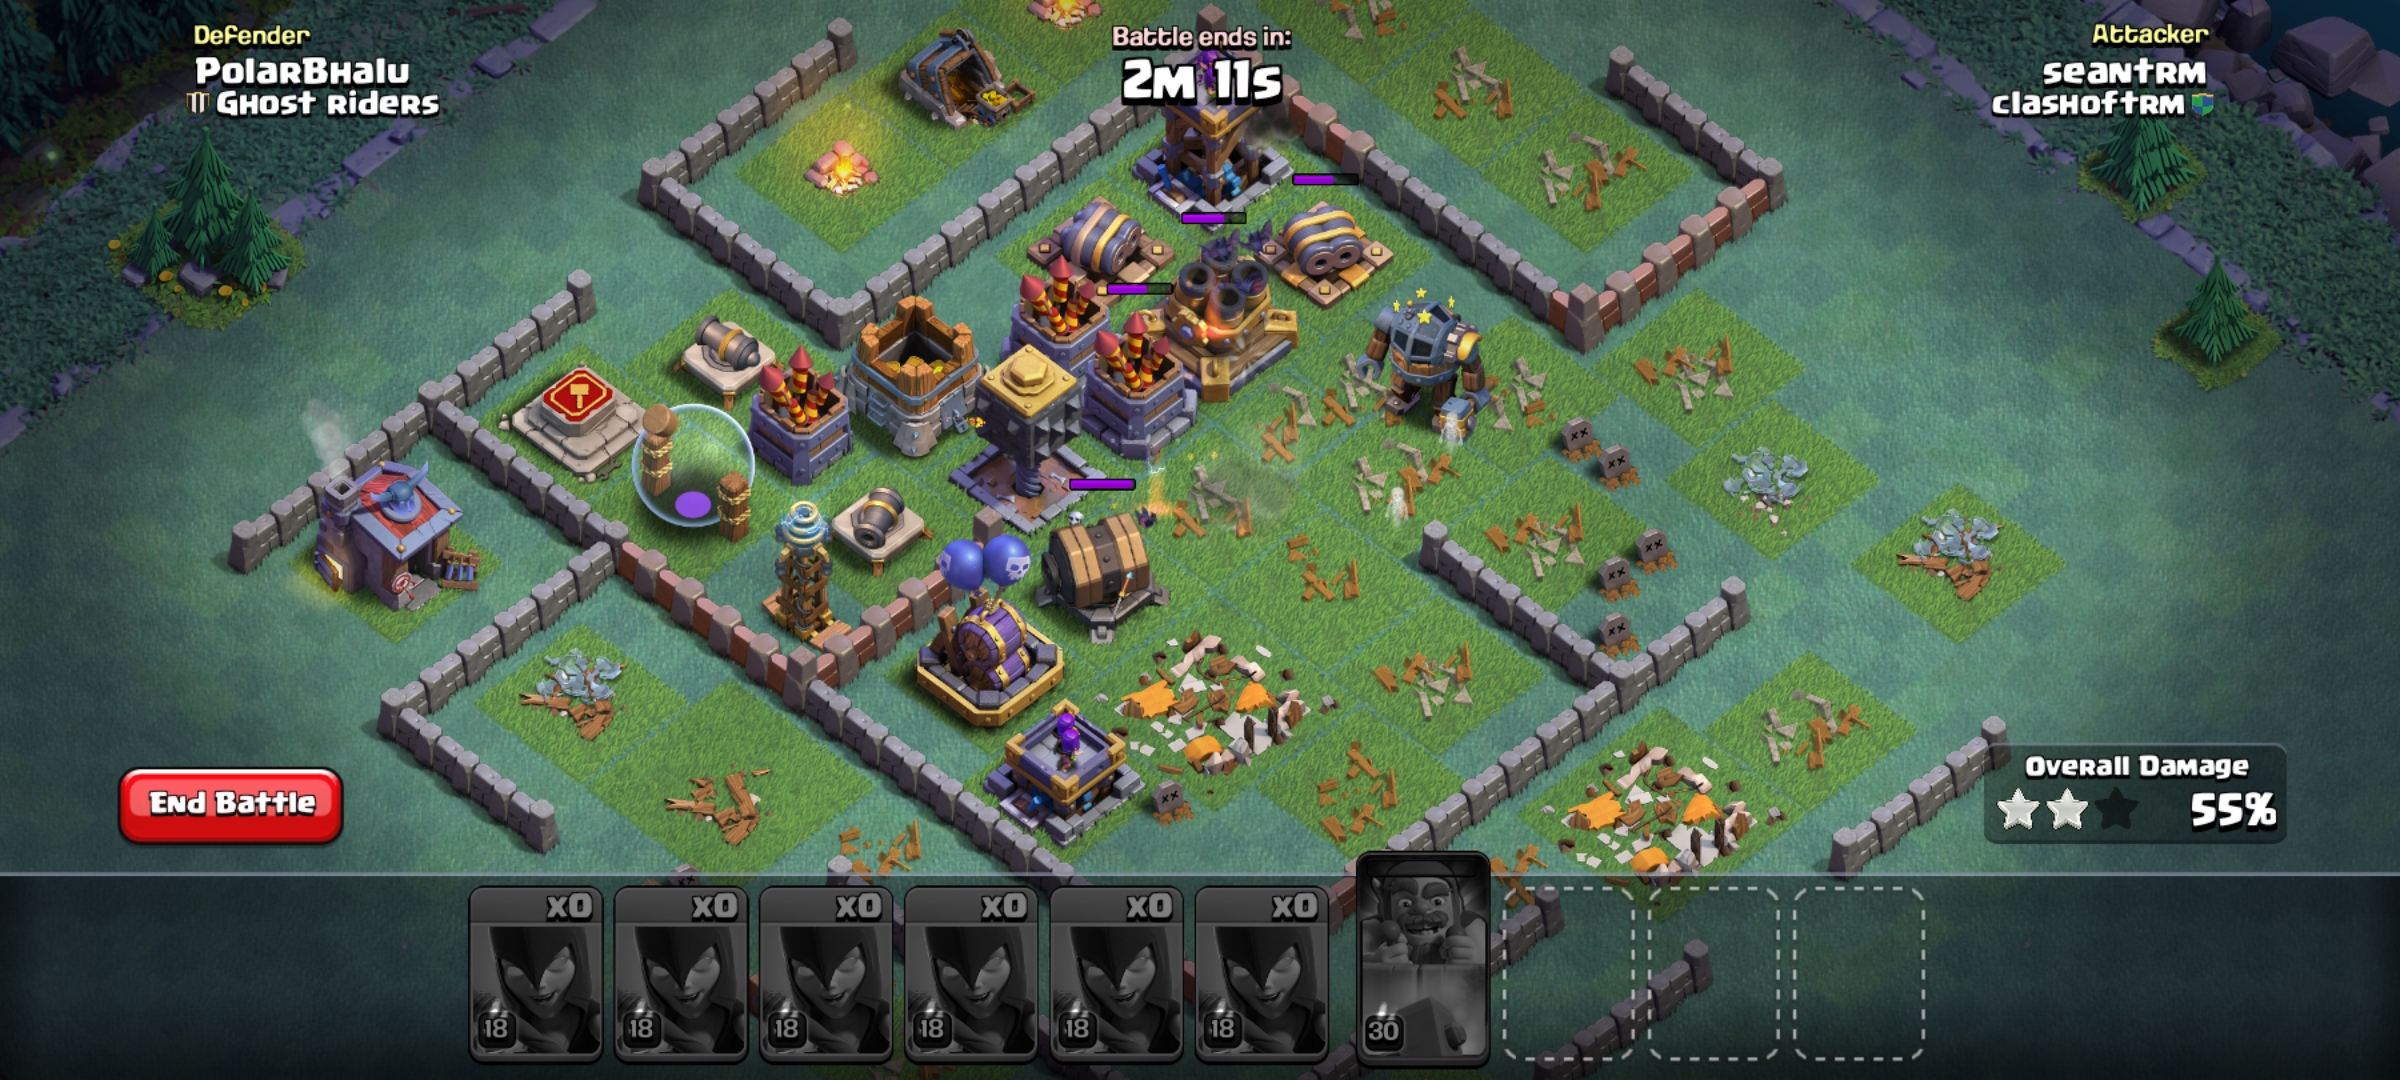 Defender
PolarBhalu
Ghost riders
Battle ends in:
2m 11s
Attacker
seantrm
clashoftrm
End Battle
Overall Damage
55%
x0
x0
x0
x0
x0
x0
18
18
18
18
18
18
30